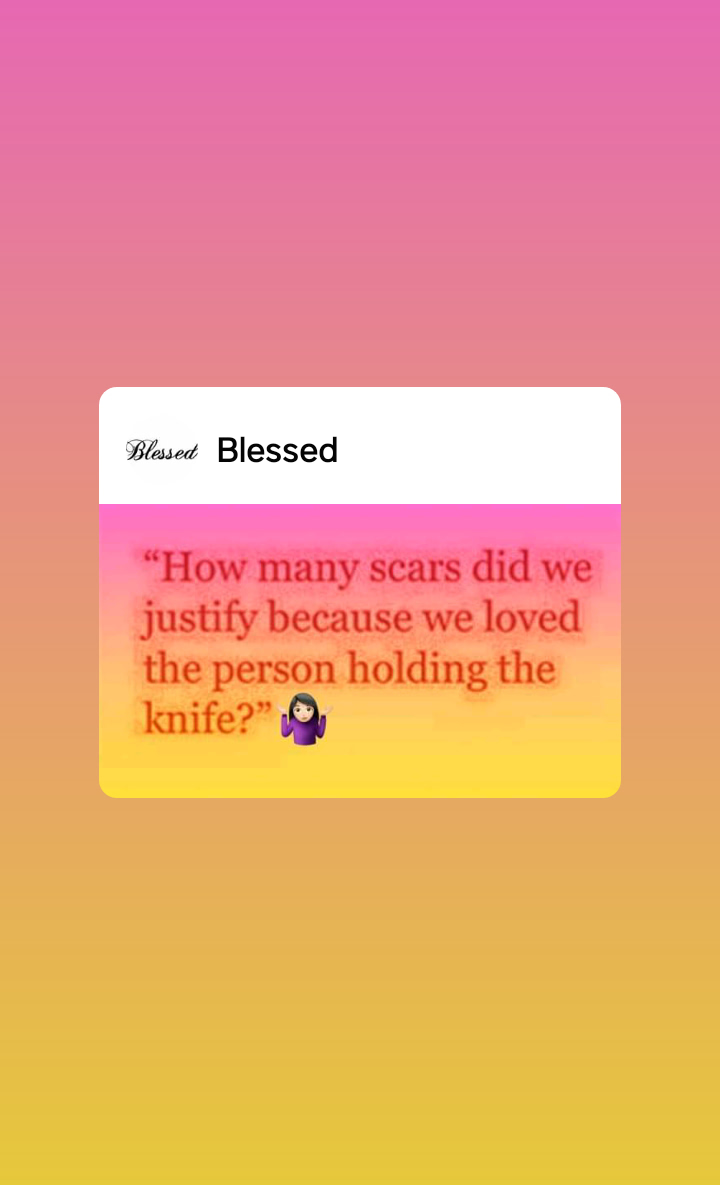 Blessed Blessed
“How many scars did we
justify because we loved
the person holding the
knife?”🤷🏻‍♀️